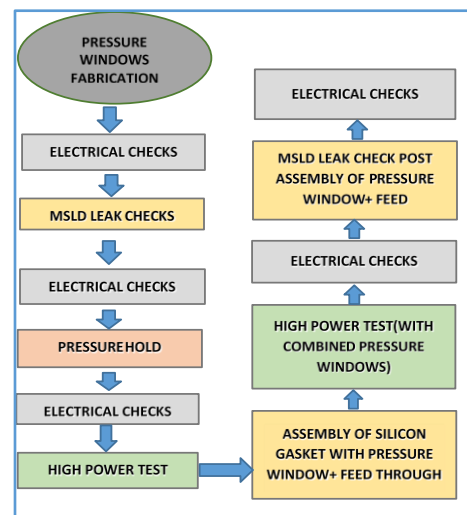 PRESSURE
WINDOWS
FABRICATION
ELECTRICAL CHECKS
MSLD LEAK CHECKS
ELECTRICAL CHECKS
PRESSURE HOLD
ELECTRICAL CHECKS
HIGH POWER TEST
ASSEMBLY OF SILICON
GASKET WITH PRESSURE
WINDOW+ FEED THROUGH
HIGH POWER TEST(WITH
COMBINED PRESSURE
WINDOWS)
ELECTRICAL CHECKS
MSLD LEAK CHECK POST
ASSEMBLY OF PRESSURE
WINDOW+ FEED
ELECTRICAL CHECKS